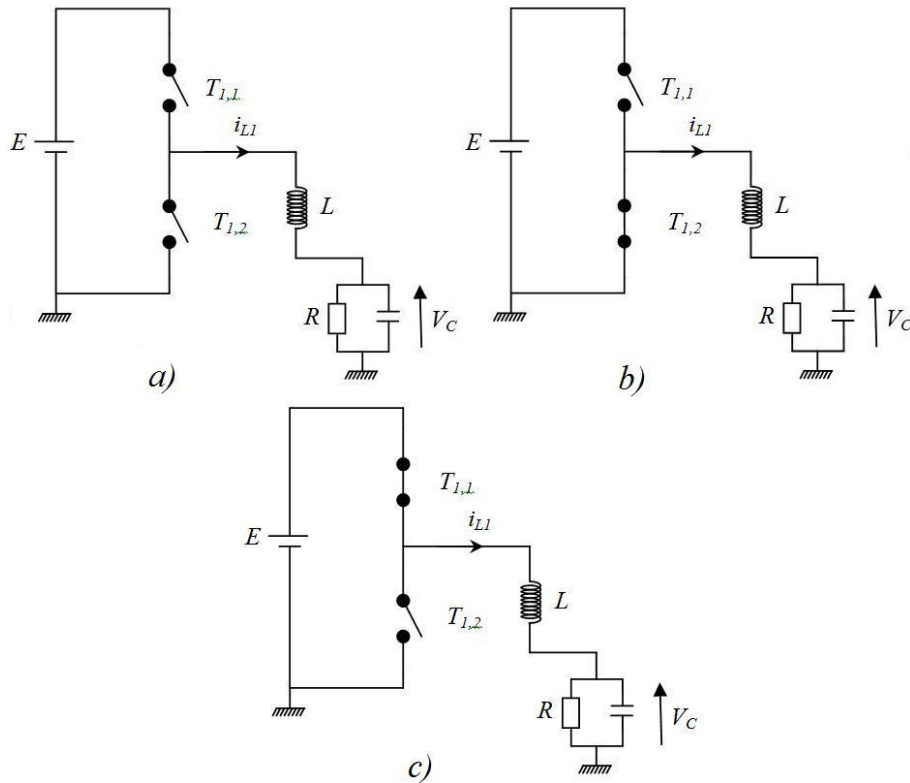 T1,1
iL1
E
L
T1,2
R
VC
a)
T1,1
iL1
E
L
T1,2
R
VC
b)
T1,1
iL1
E
L
T1,2
R
VC
c)